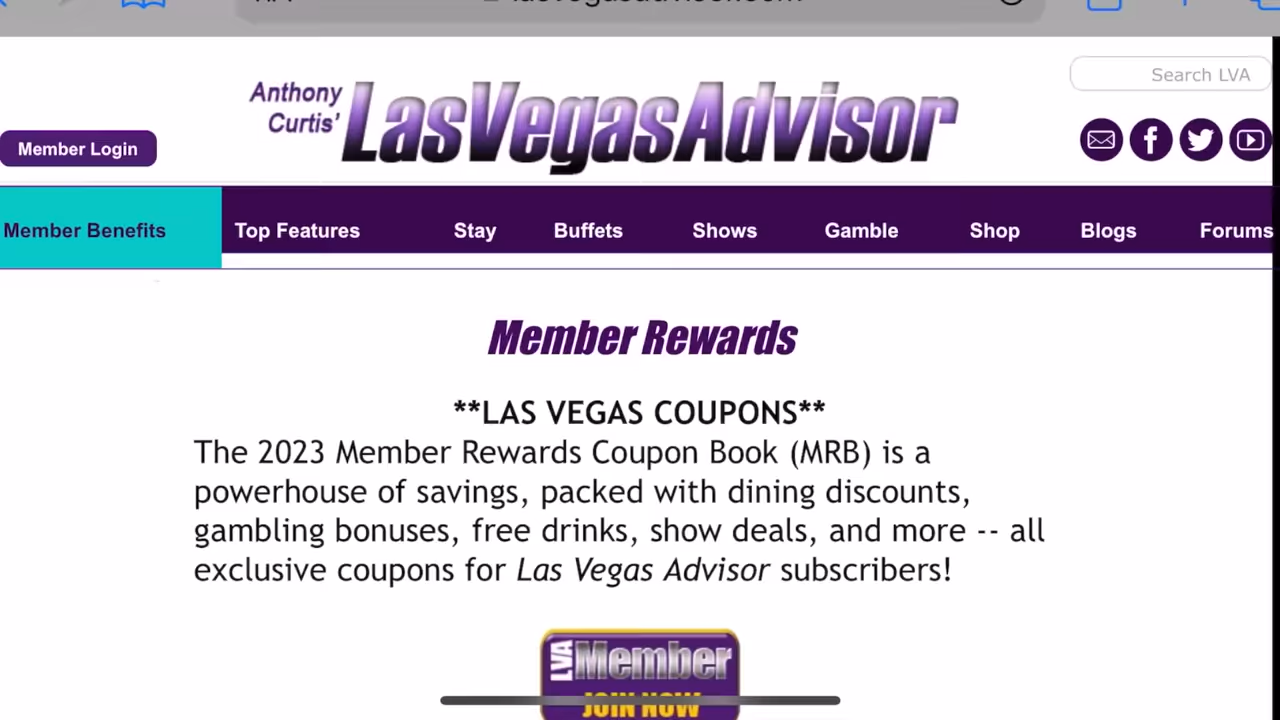 Search LVA
Anthony
Curtis'
LasVegasAdvisor
Member Login
Member Benefits Top Features Stay Buffets Shows Gamble Shop Blogs Forums
Member Rewards
**LAS VEGAS COUPONS**
The 2023 Member Rewards Coupon Book (MRB) is a
powerhouse of savings, packed with dining discounts,
gambling bonuses, free drinks, show deals, and more -- all
exclusive coupons for Las Vegas Advisor subscribers!
LVA Member
JOIN NOW